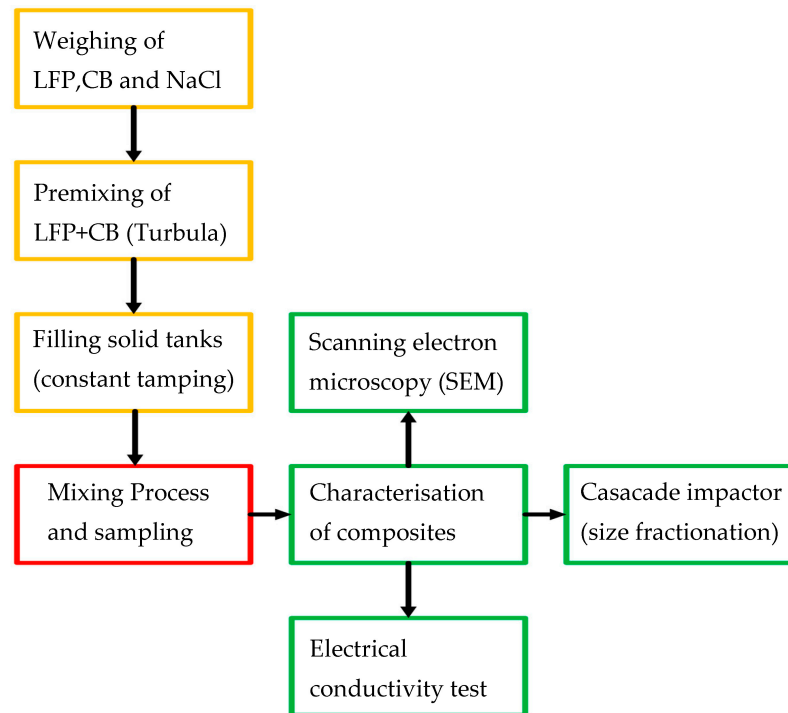 Weighing of
LFP,CB and NaCl
Premixing of
LFP+CB (Turbula)
Filling solid tanks
(constant tamping)
Scanning electron
microscopy (SEM)
Mixing Process
and sampling
Characterisation
of composites
Casacade impactor
(size fractionation)
Electrical
conductivity test